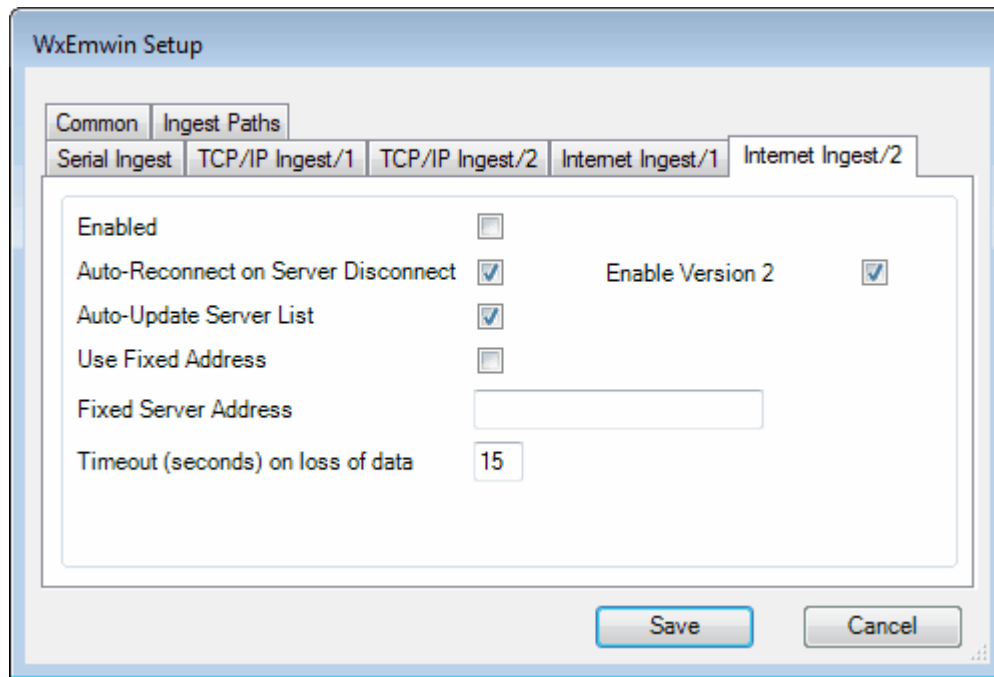 WxEmwin Setup
Common Ingest Paths
Serial Ingest TCP/IP Ingest/1 TCP/IP Ingest/2 Internet Ingest/1 Internet Ingest/2
Enabled
Auto-Reconnect on Server Disconnect Enable Version 2
Auto-Update Server List
Use Fixed Address
Fixed Server Address
Timeout (seconds) on loss of data 15
Save Cancel